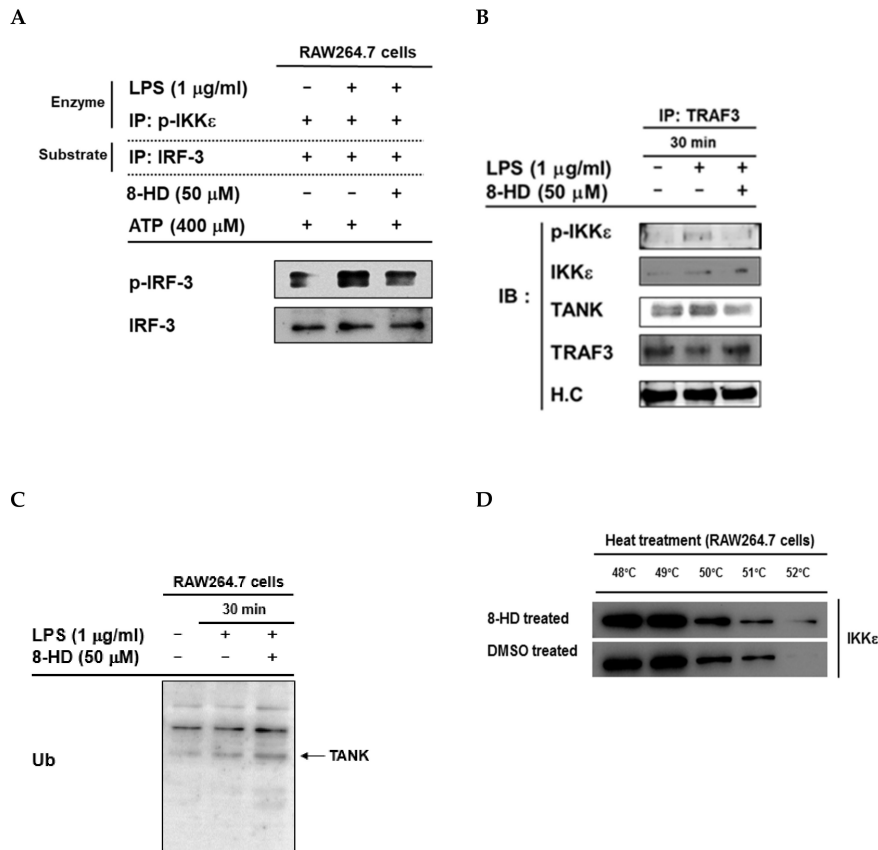 A
RAW264.7 cells
Enzyme
LPS (1 μg/ml) − + +
IP: p-IKKε + + +
Substrate
IP: IRF-3 + + +
8-HD (50 μM) − − +
ATP (400 μM) + + +
p-IRF-3
IRF-3
B
IP: TRAF3
30 min
LPS (1 μg/ml) − + +
8-HD (50 μM) − − +
IB :
p-IKKε
IKKε
TANK
TRAF3
H.C
C
RAW264.7 cells
30 min
LPS (1 μg/ml) − + +
8-HD (50 μM) − − +
Ub
TANK
D
Heat treatment (RAW264.7 cells)
48°C 49°C 50°C 51°C 52°C
8-HD treated
DMSO treated
IKKε